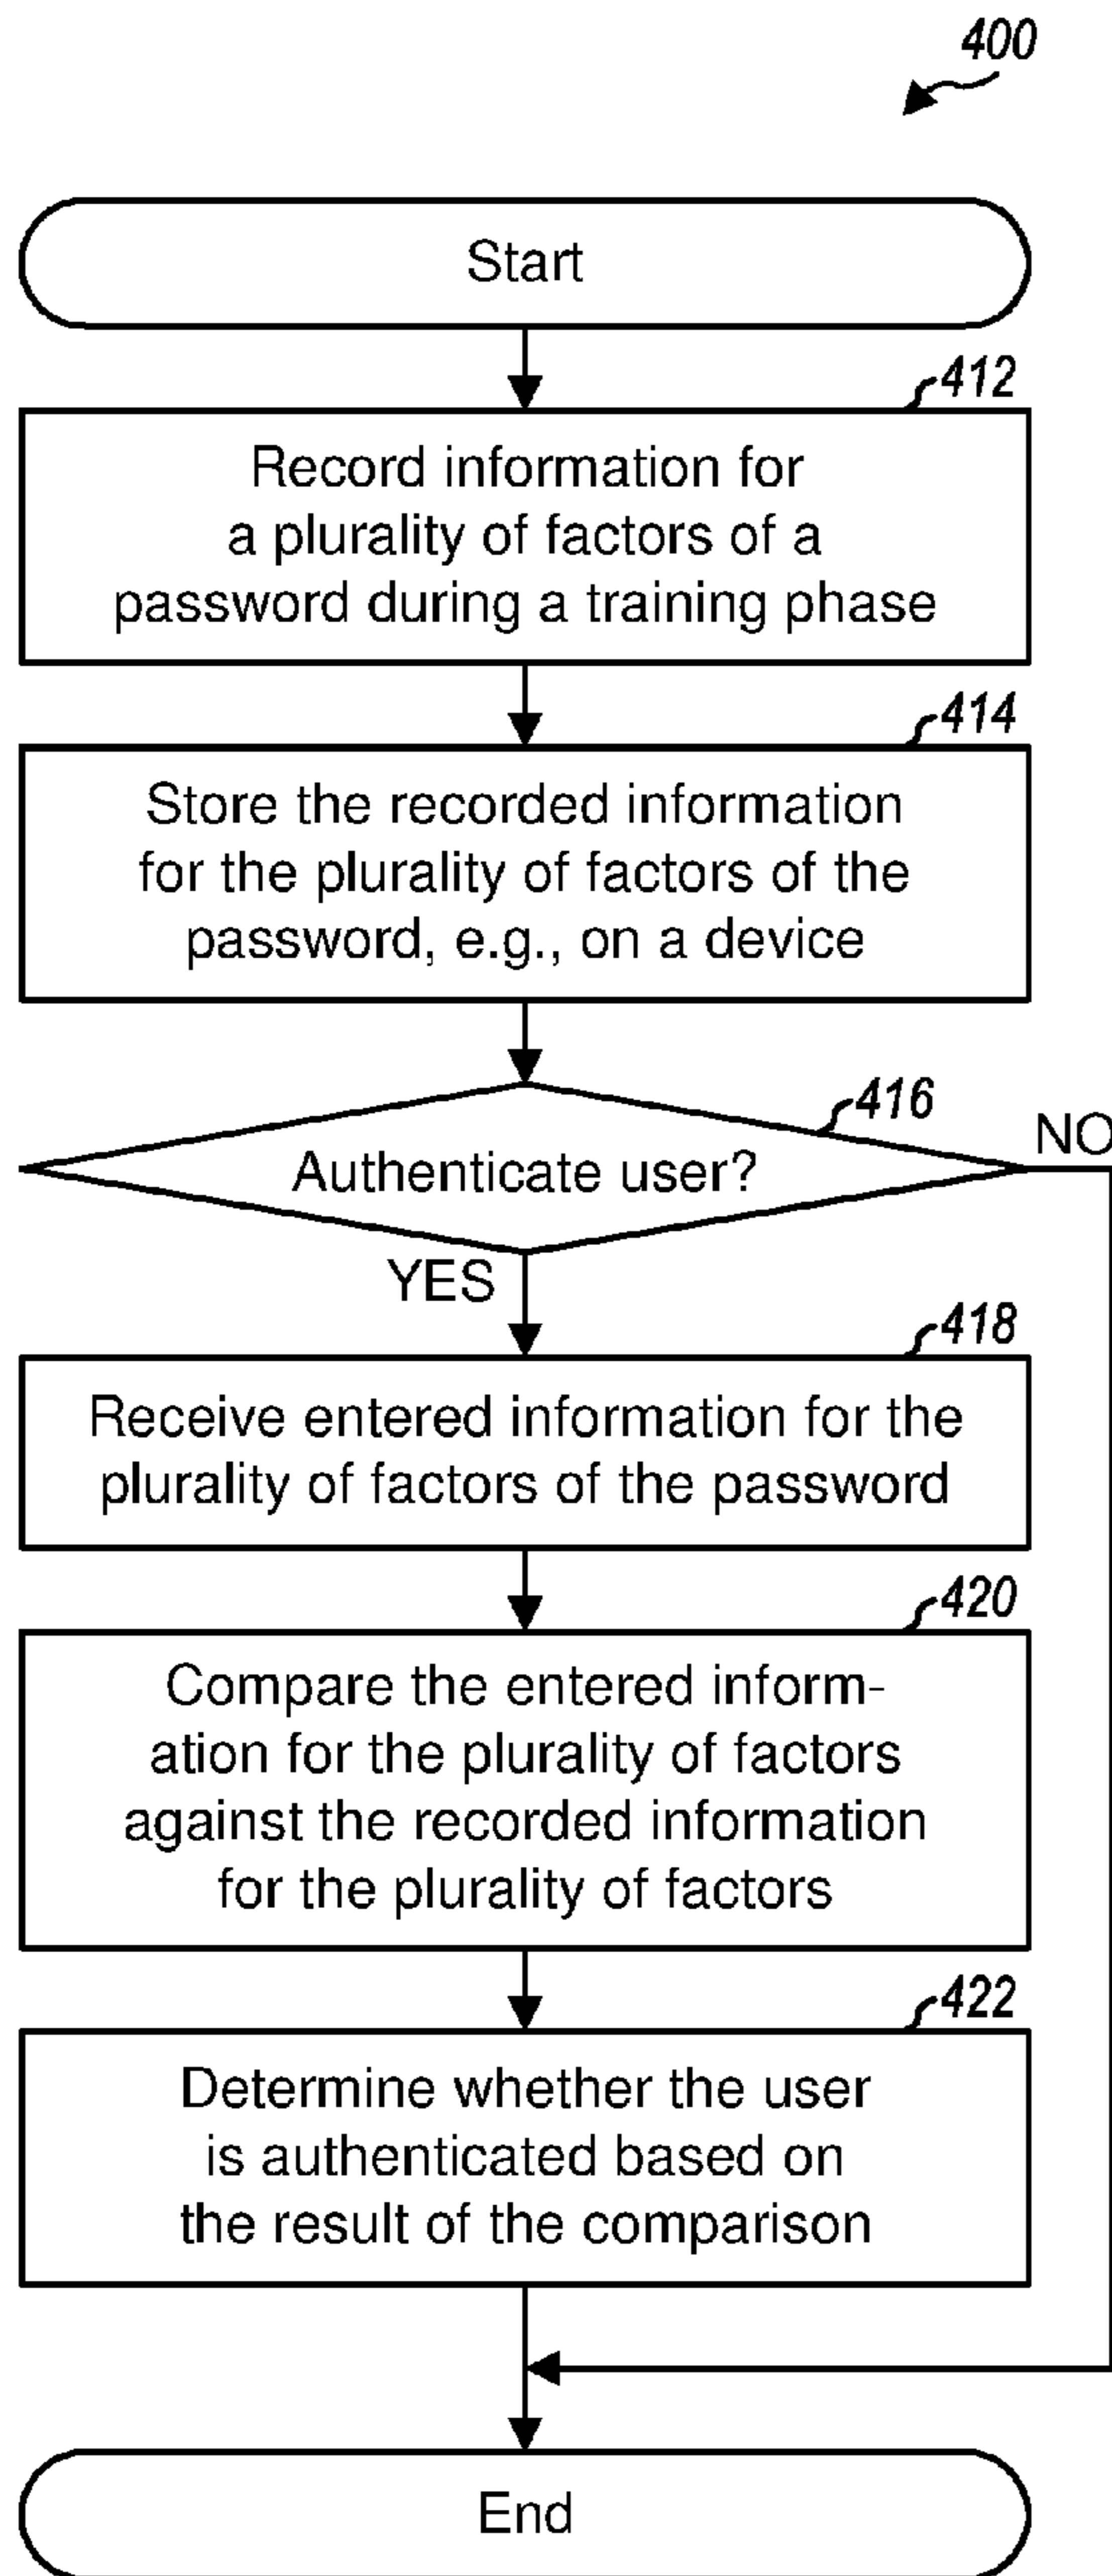 400
Start
412
Record information for
a plurality of factors of a
password during a training phase
414
Store the recorded information
for the plurality of factors of the
password, e.g., on a device
416
NO
Authenticate user?
YES
418
Receive entered information for the
plurality of factors of the password
420
Compare the entered inform-
ation for the plurality of factors
against the recorded information
for the plurality of factors
422
Determine whether the user
is authenticated based on
the result of the comparison
End